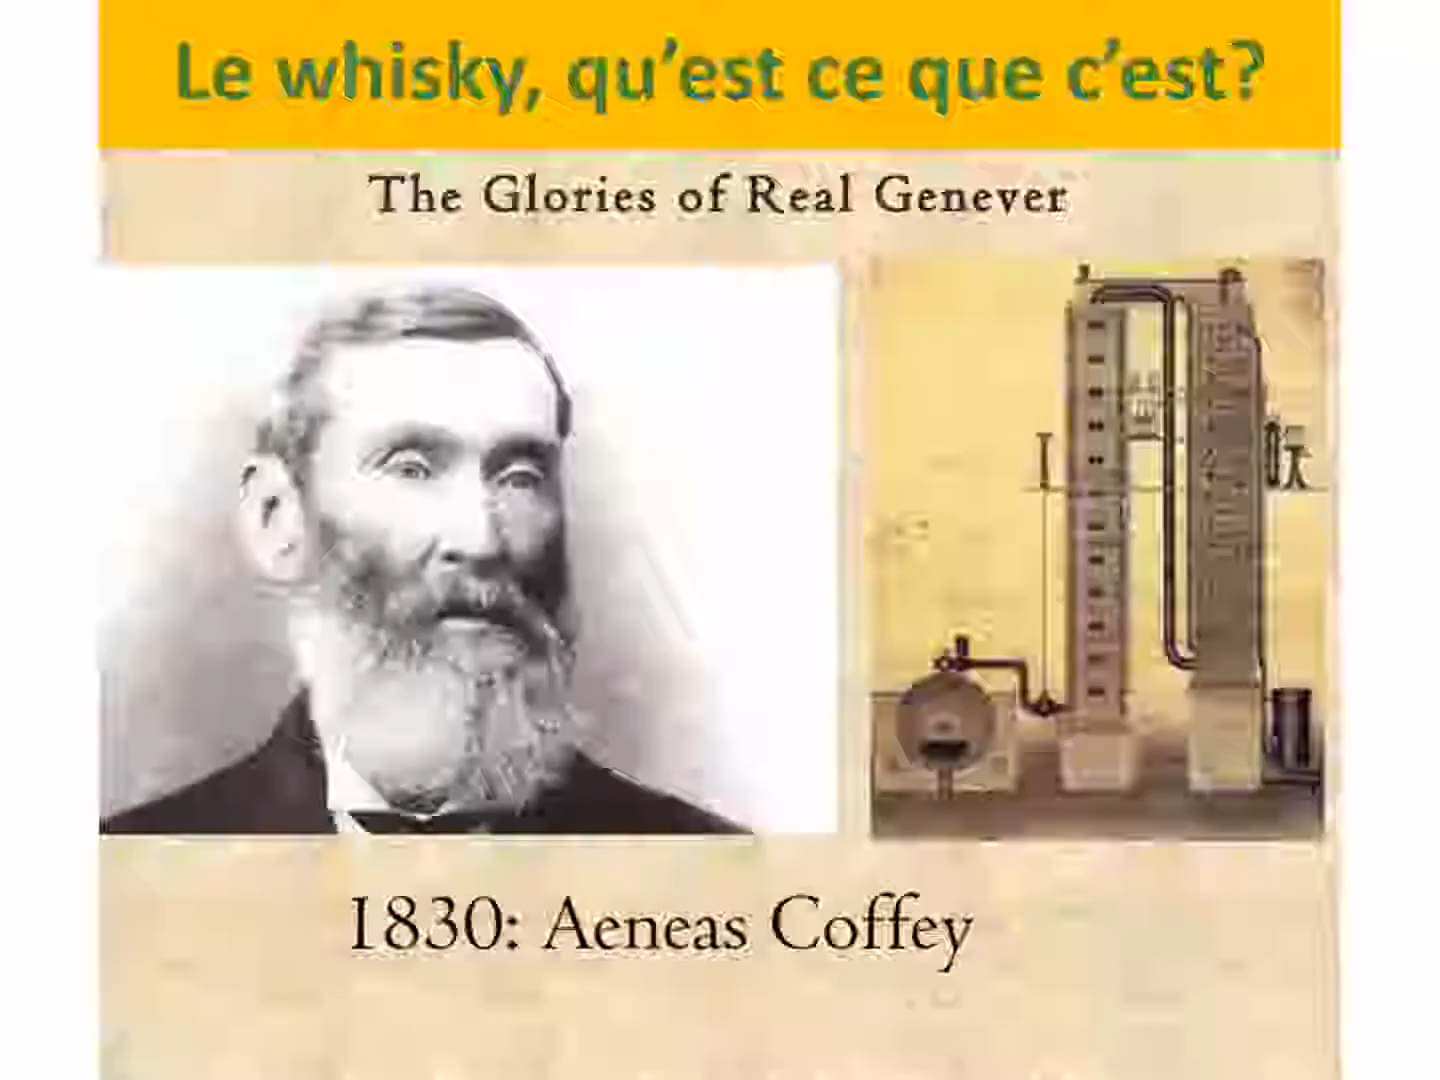 Le whisky, qu’est ce que c’est?
The Glories of Real Genever
1830: Aeneas Coffey